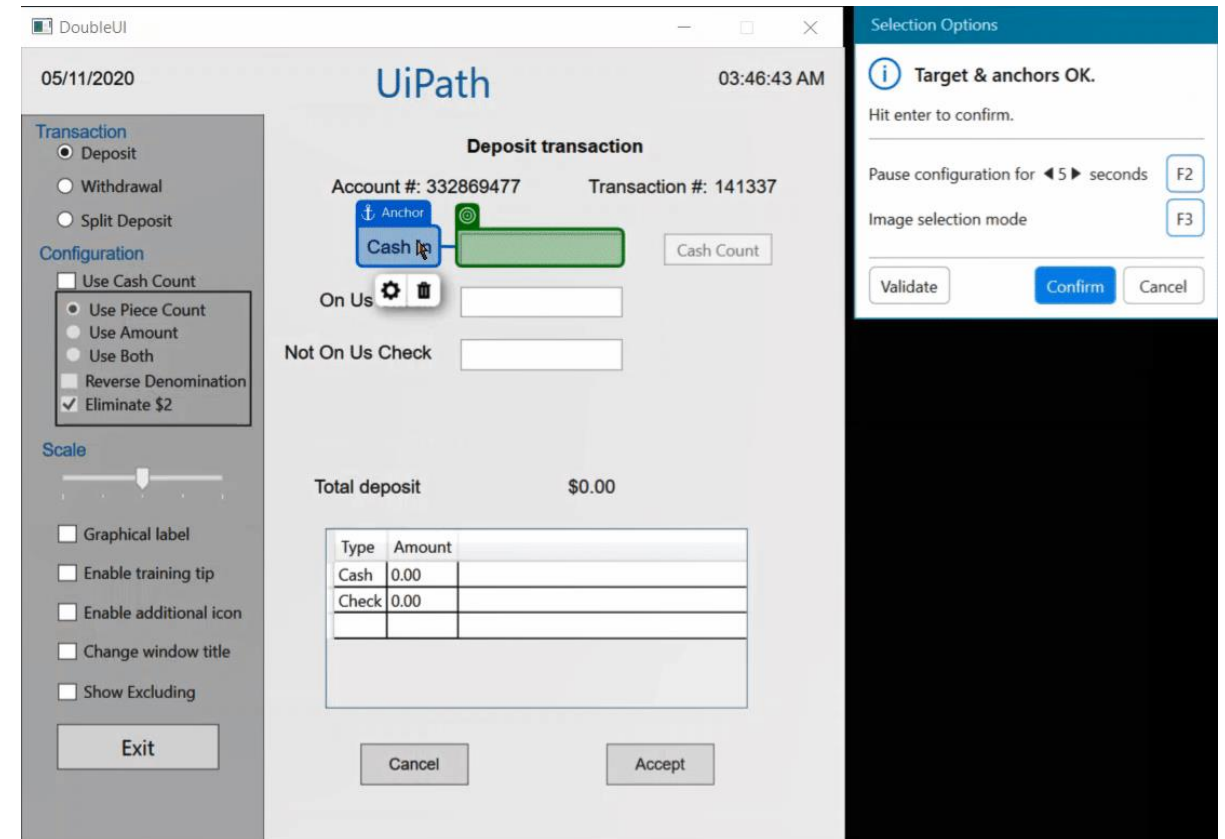 DoubleUI
05/11/2020
UiPath
03:46:43 AM
Transaction
Deposit
Withdrawal
Split Deposit
Configuration
Use Cash Count
Use Piece Count
Use Amount
Use Both
Reverse Denomination
Eliminate $2
Scale
Graphical label
Enable training tip
Enable additional icon
Change window title
Show Excluding
Exit
Deposit transaction
Account #: 332869477 Transaction #: 141337
Anchor
Cash In
Cash Count
On Us
Not On Us Check
Total deposit $0.00
Type Amount
Cash 0.00
Check 0.00
Cancel Accept
Selection Options
Target & anchors OK.
Hit enter to confirm.
Pause configuration for 5 seconds F2
Image selection mode F3
Validate Confirm Cancel